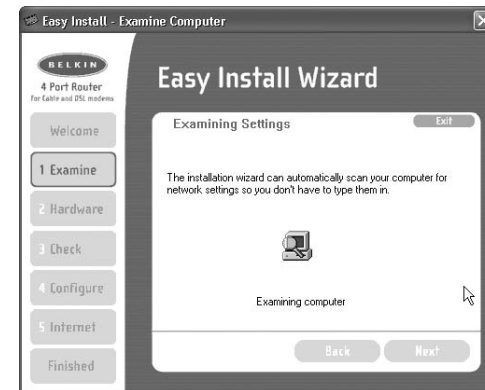 Easy Install - Examine Computer
BELKIN
4 Port Router
For Cable and DSL modems
Easy Install Wizard
Welcome
1 Examine
2 Hardware
3 Check
4 Configure
5 Internet
Finished
Examining Settings
Exit
The installation wizard can automatically scan your computer for
network settings so you don't have to type them in.
Examining computer
Back
Next